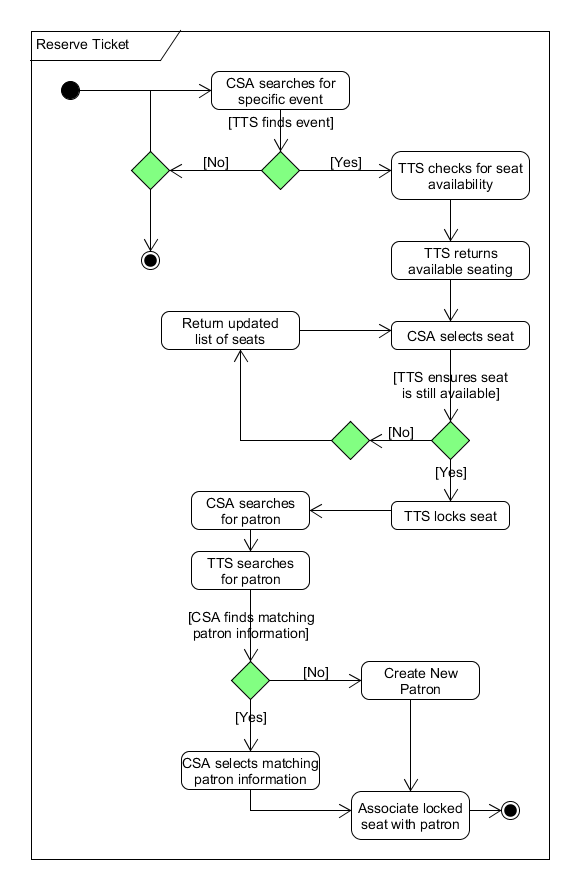 Reserve Ticket
CSA searches for
specific event
[TTS finds event]
[No]
[Yes]
TTS checks for seat
availability
TTS returns
available seating
Return updated
list of seats
CSA selects seat
[TTS ensures seat
is still available]
[No]
[Yes]
CSA searches
for patron
TTS locks seat
TTS searches
for patron
[CSA finds matching
patron information]
[No]
Create New
Patron
[Yes]
CSA selects matching
patron information
Associate locked
seat with patron